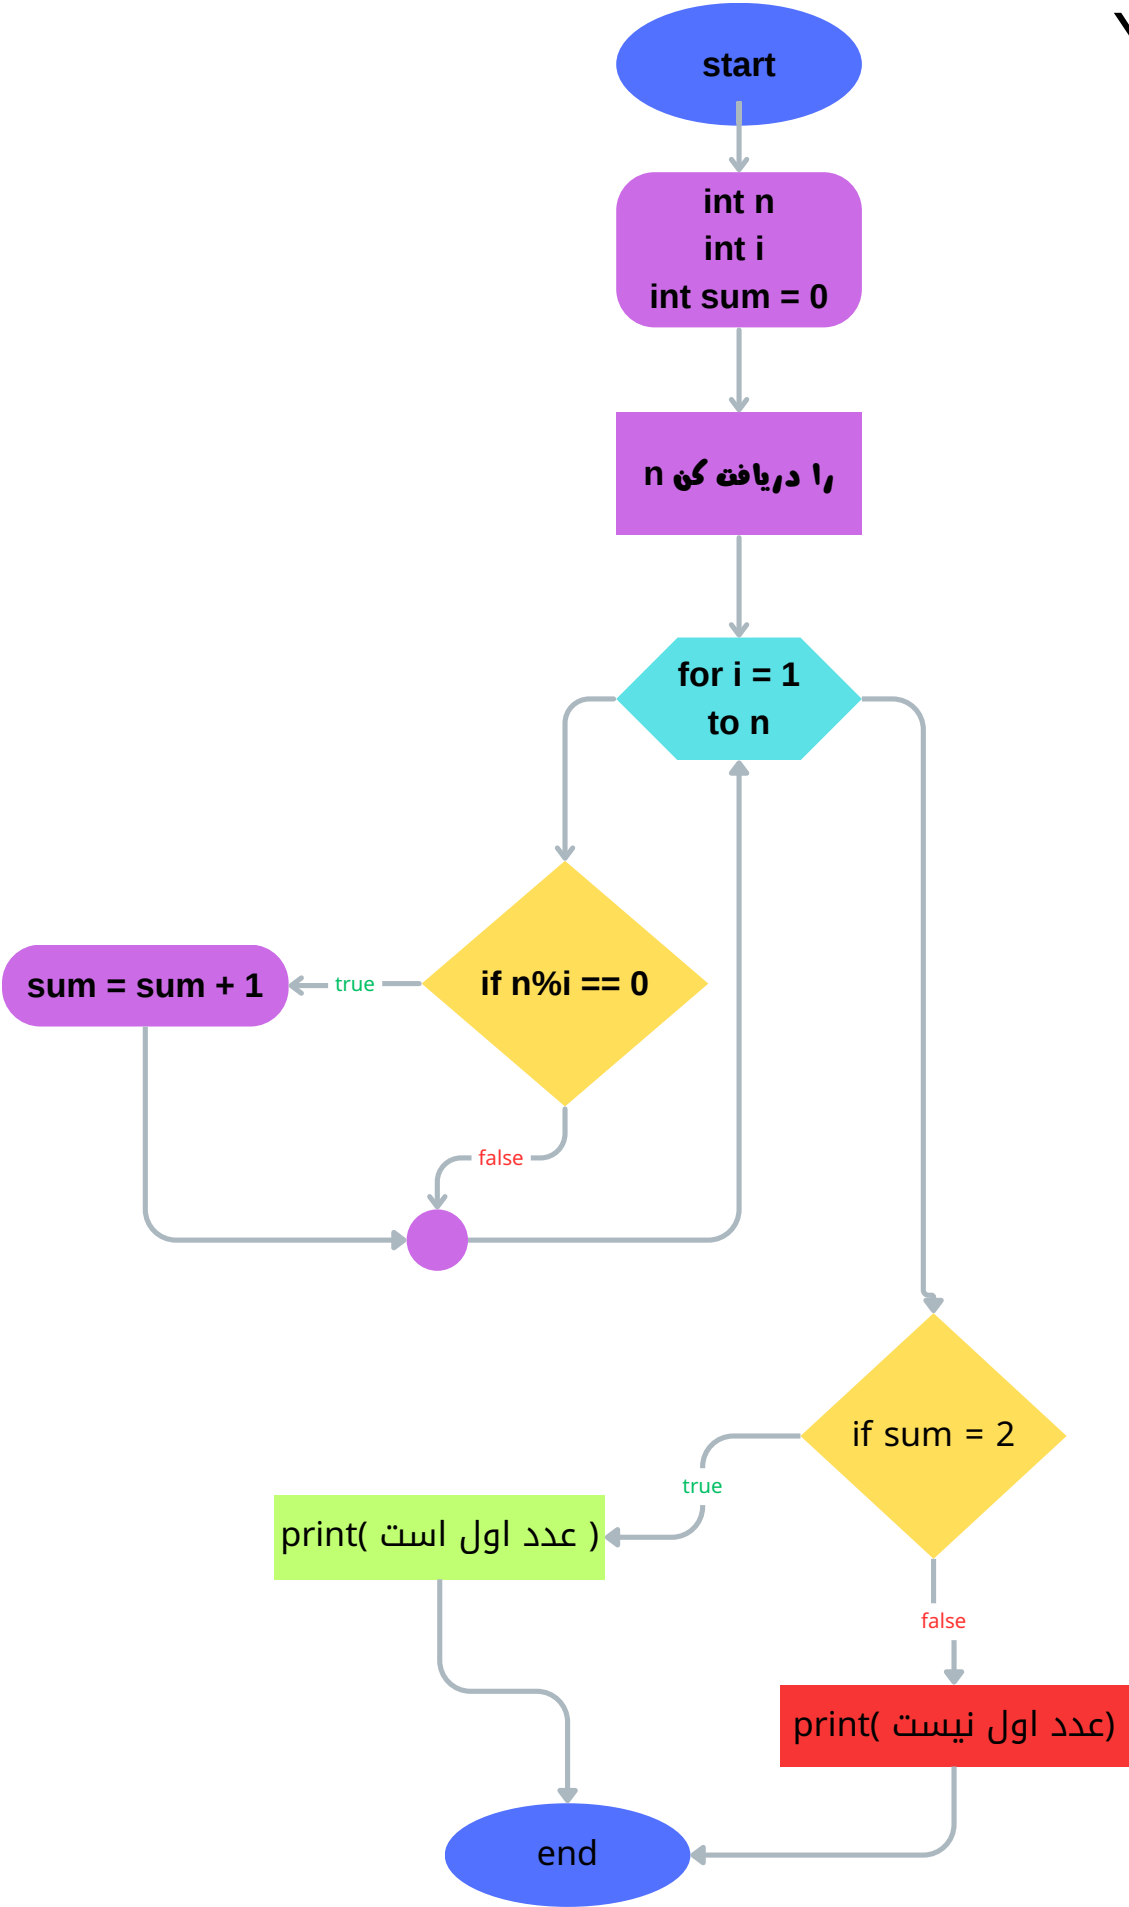 start
int n
int i
int sum = 0
n را دریافت کن
for i = 1
to n
if n%i == 0
true
sum = sum + 1
false
if sum = 2
true
print( عدد اول است )
false
print( عدد اول نیست)
end